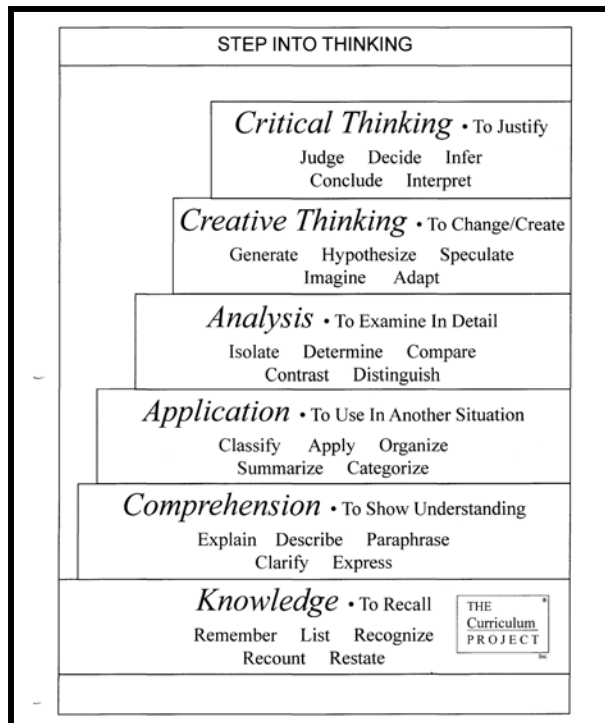 STEP INTO THINKING
Critical Thinking • To Justify
Judge Decide Infer
Conclude Interpret
Creative Thinking • To Change/Create
Generate Hypothesize Speculate
Imagine Adapt
Analysis • To Examine In Detail
Isolate Determine Compare
Contrast Distinguish
Application • To Use In Another Situation
Classify Apply Organize
Summarize Categorize
Comprehension • To Show Understanding
Explain Describe Paraphrase
Clarify Express
Knowledge • To Recall
Remember List Recognize
Recount Restate
THE ®
Curriculum
PROJECT
Inc.